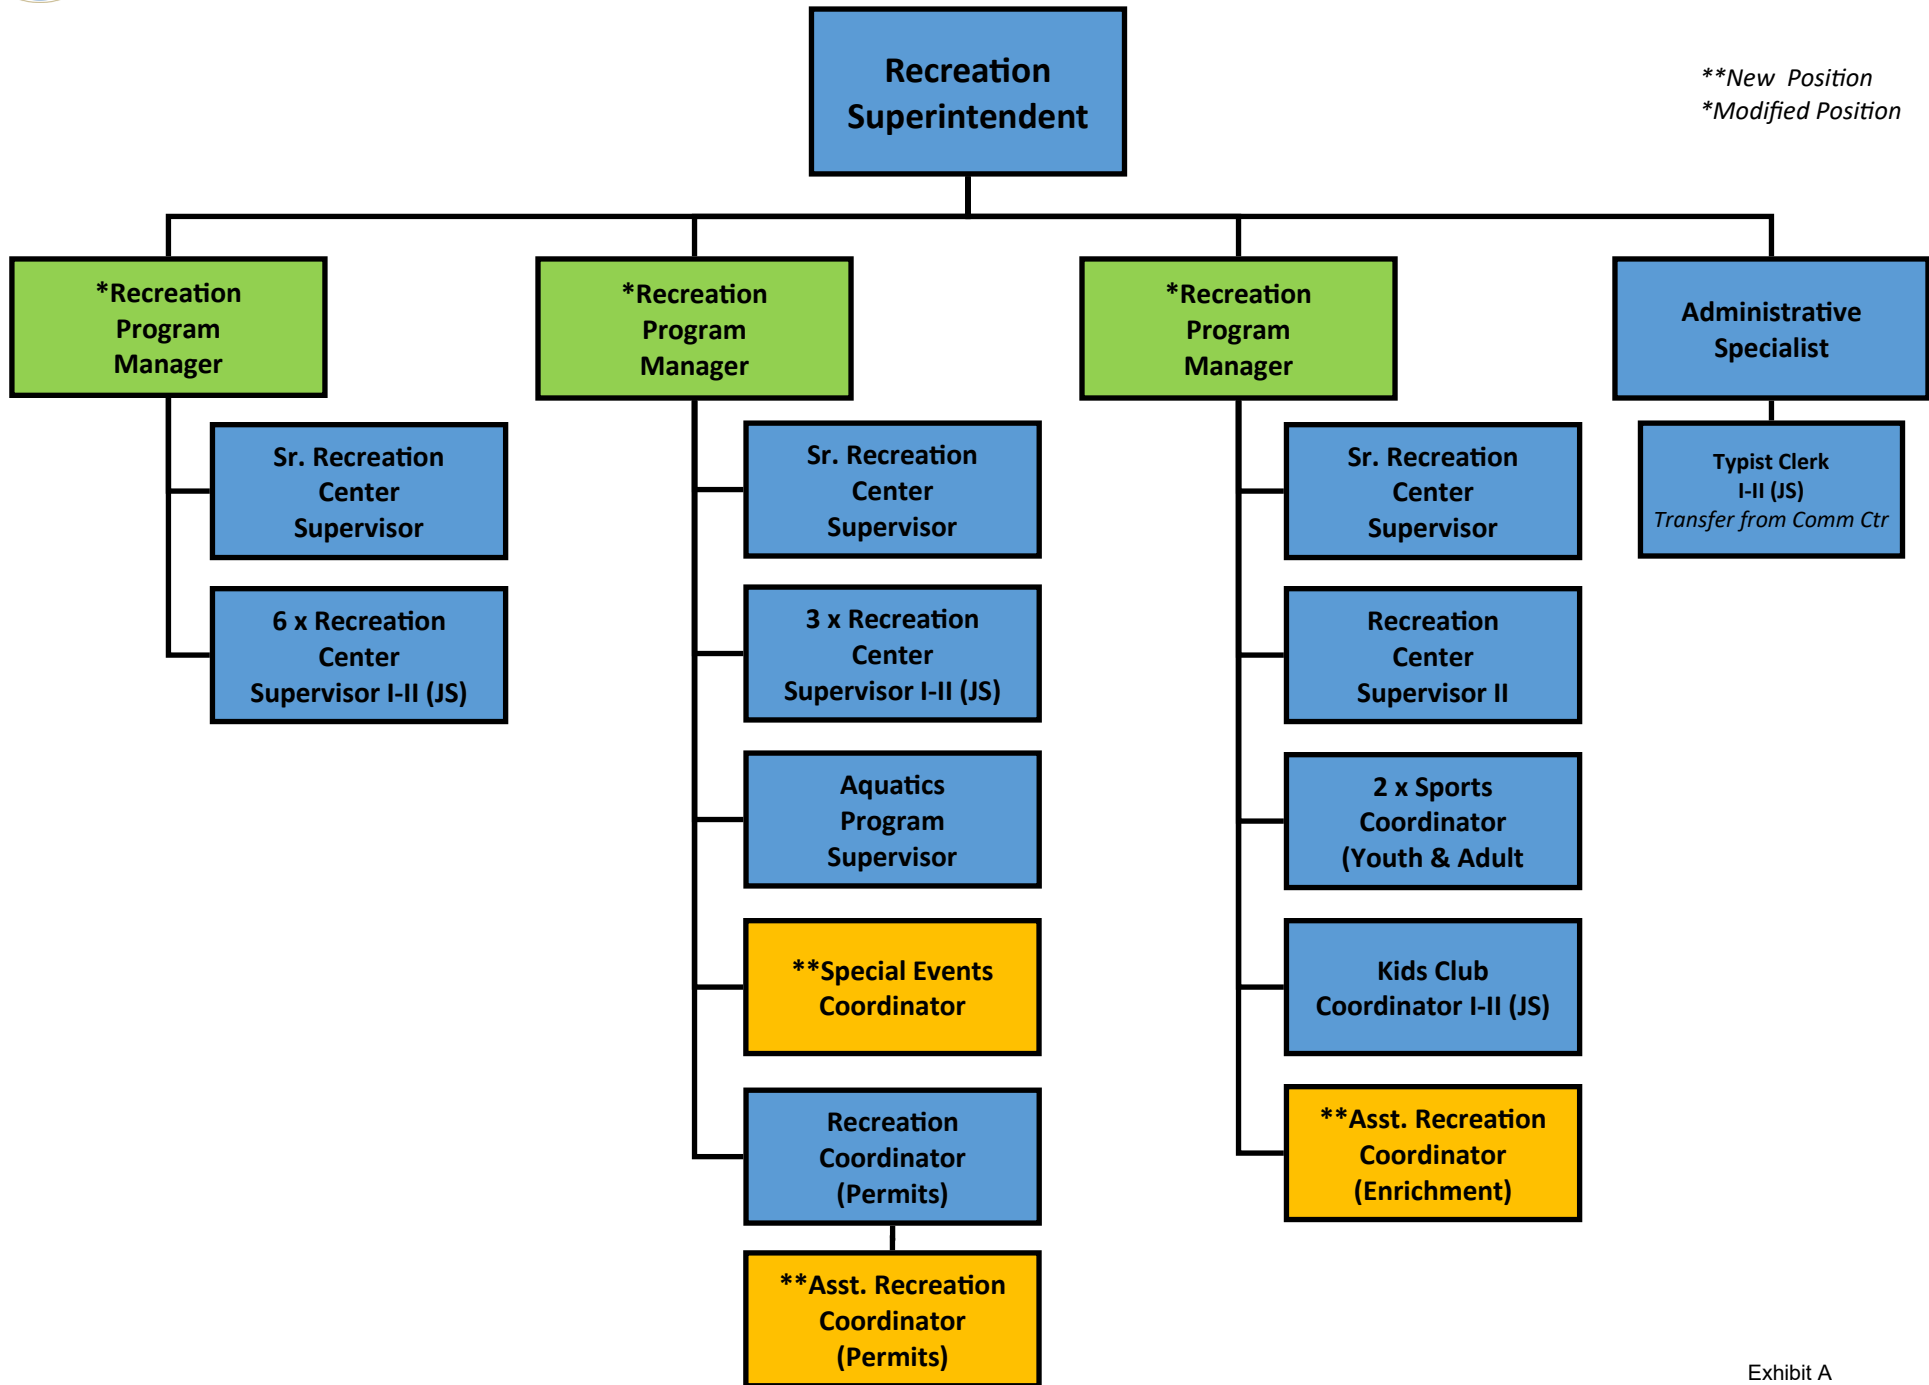 Recreation
Superintendent
**New  Position
*Modified Position
*Recreation
Program
Manager
*Recreation
Program
Manager
*Recreation
Program
Manager
Administrative
Specialist
Sr. Recreation
Center
Supervisor
6 x Recreation
Center
Supervisor I-II (JS)
Sr. Recreation
Center
Supervisor
3 x Recreation
Center
Supervisor I-II (JS)
Aquatics
Program
Supervisor
**Special Events
Coordinator
Recreation
Coordinator
(Permits)
**Asst. Recreation
Coordinator
(Permits)
Sr. Recreation
Center
Supervisor
Recreation
Center
Supervisor II
2 x Sports
Coordinator
(Youth & Adult
Kids Club
Coordinator I-II (JS)
**Asst. Recreation
Coordinator
(Enrichment)
Typist Clerk
I-II (JS)
Transfer from Comm Ctr
Exhibit A